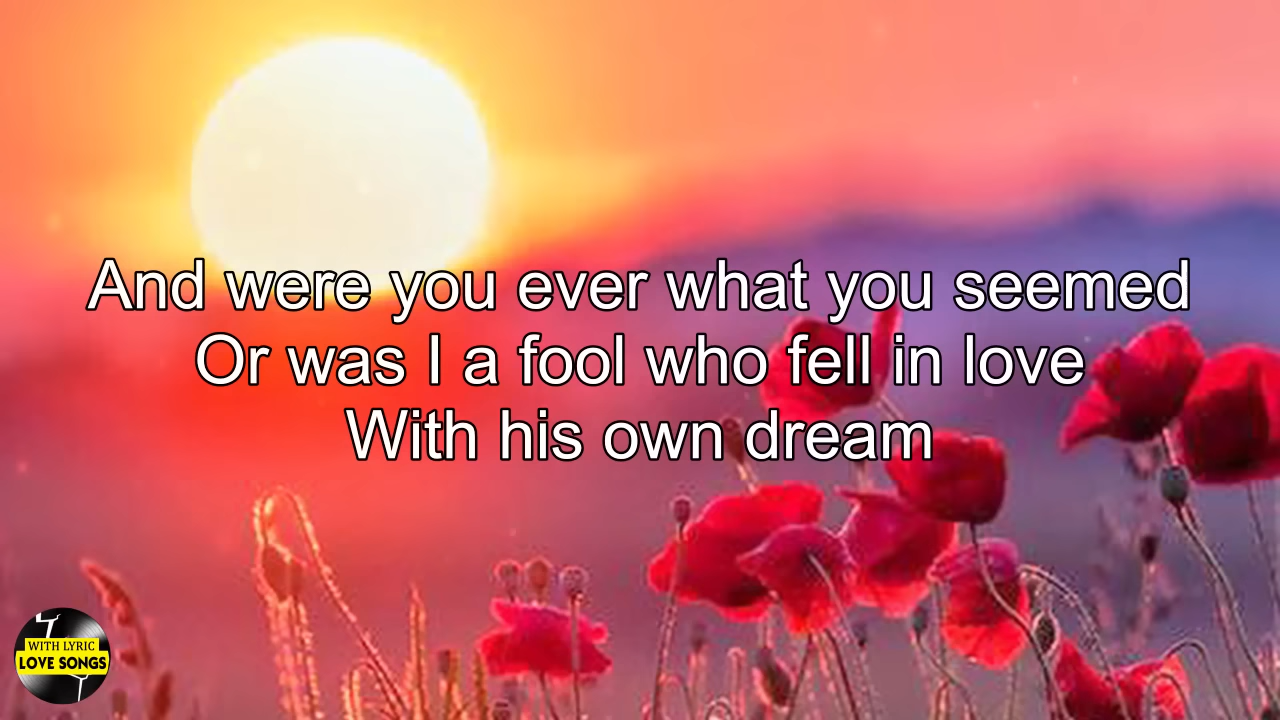 And were you ever what you seemed
Or was I a fool who fell in love
With his own dream
WITH LYRIC
LOVE SONGS